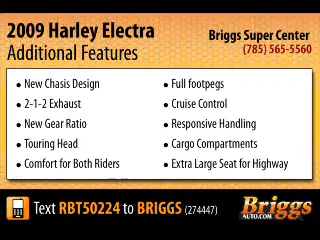 2009 Harley Electra
Additional Features
Briggs Super Center
(785) 565-5560
• New Chasis Design
• 2-1-2 Exhaust
• New Gear Ratio
• Touring Head
• Comfort for Both Riders
• Full footpegs
• Cruise Control
• Responsive Handling
• Cargo Compartments
• Extra Large Seat for Highway
Text RBT50224 to BRIGGS (274447)
Briggs
AUTO.COM